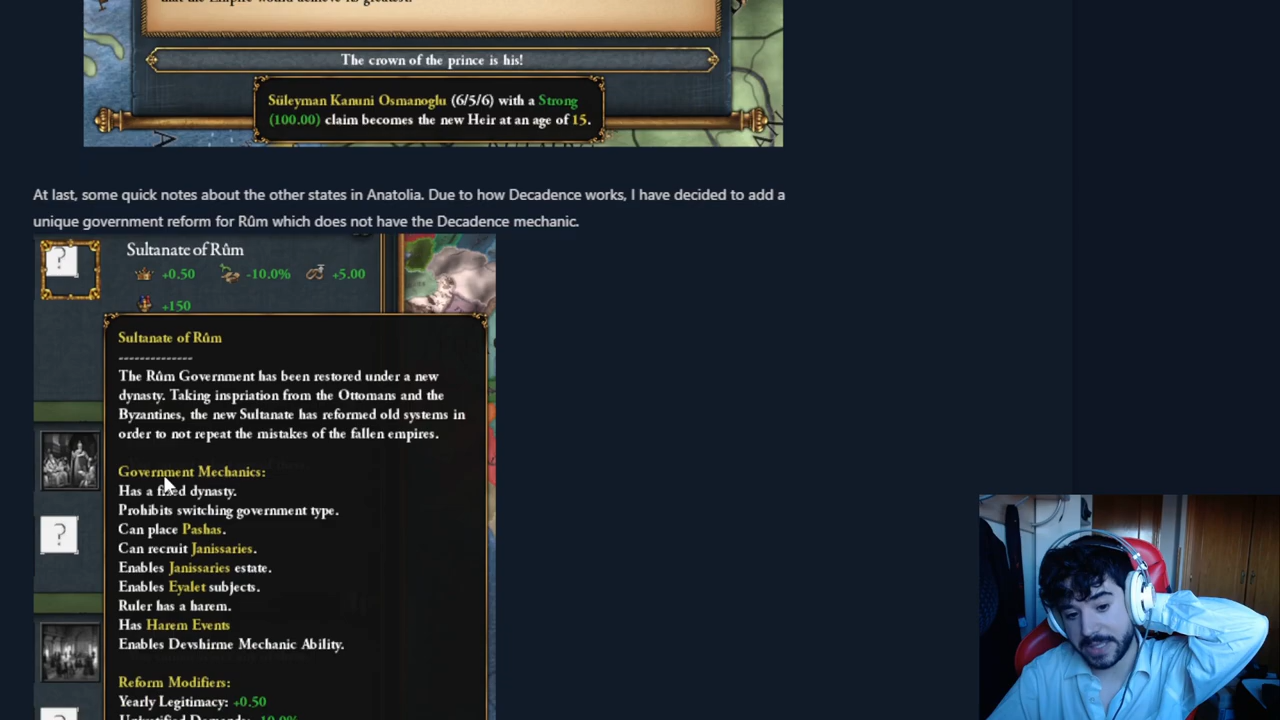 The crown of the prince is his!
Süleyman Kanuni Osmanoglu (6/5/6) with a Strong
(100.00) claim becomes the new Heir at an age of 15.
At last, some quick notes about the other states in Anatolia. Due to how Decadence works, I have decided to add a
unique government reform for Rûm which does not have the Decadence mechanic.
Sultanate of Rûm
+0.50 -10.0% +5.00
+150
Sultanate of Rûm
--------------
The Rûm Government has been restored under a new
dynasty. Taking inspriation from the Ottomans and the
Byzantines, the new Sultanate has reformed old systems in
order to not repeat the mistakes of the fallen empires.
Government Mechanics:
Has a fixed dynasty.
Prohibits switching government type.
Can place Pashas.
Can recruit Janissaries.
Enables Janissaries estate.
Enables Eyalet subjects.
Ruler has a harem.
Has Harem Events
Enables Devshirme Mechanic Ability.
Reform Modifiers:
Yearly Legitimacy: +0.50